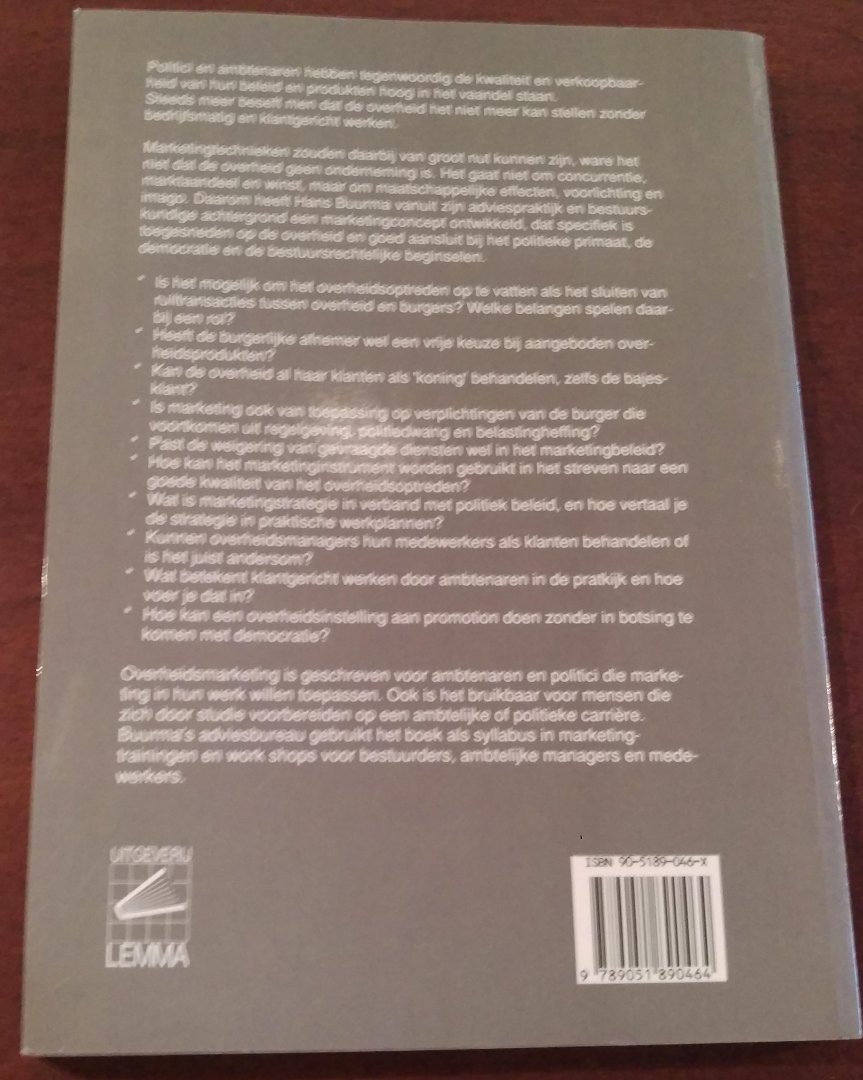 Politici en ambtenaren hebben tegenwoordig de kwaliteit en verkoopbaar-
heid van hun beleid en produkten hoog in het vaandel staan.
Steeds meer beseft men dat de overheid het niet meer kan stellen zonder
bedrijfsmatig en klantgericht werken.
Marketingtechnieken zouden daarbij van groot nut kunnen zijn, ware het
niet dat de overheid geen onderneming is. Het gaat niet om concurrentie,
marktaandeel en winst, maar om maatschappelijke effecten, voorlichting en
imago. Daarom heeft Hans Buurma vanuit zijn adviespraktijk en bestuurs-
kundige achtergrond een marketingconcept ontwikkeld, dat specifiek is
toegesneden op de overheid en goed aansluit bij het politieke primaat, de
democratie en de bestuursrechtelijke beginselen.
* Is het mogelijk om het overheidsoptreden op te vatten als het sluiten van
ruiltransacties tussen overheid en burgers? Welke belangen spelen daar-
bij een rol?
* Heeft de burgerlijke afnemer wel een vrije keuze bij aangeboden over-
heidsprodukten?
* Kan de overheid al haar klanten als 'koning' behandelen, zelfs de bajes-
klant?
* Is marketing ook van toepassing op verplichtingen van de burger die
voortkomen uit regelgeving, politiedwang en belastingheffing?
* Past de weigering van gevraagde diensten wel in het marketingbeleid?
* Hoe kan het marketinginstrument worden gebruikt in het streven naar een
goede kwaliteit van het overheidsoptreden?
* Wat is marketingstrategie in verband met politiek beleid, en hoe vertaal je
de strategie in praktische werkplannen?
* Kunnen overheidsmanagers hun medewerkers als klanten behandelen of
is het juist andersom?
* Wat betekent klantgericht werken door ambtenaren in de pratkijk en hoe
voer je dat in?
* Hoe kan een overheidsinstelling aan promotion doen zonder in botsing te
komen met democratie?
Overheidsmarketing is geschreven voor ambtenaren en politici die marke-
ting in hun werk willen toepassen. Ook is het bruikbaar voor mensen die
zich door studie voorbereiden op een ambtelijke of politieke carrière.
Buurma's adviesbureau gebruikt het boek als syllabus in marketing-
trainingen en work shops voor bestuurders, ambtelijke managers en mede-
werkers.
UITGEVERIJ
LEMMA
ISBN 90-5189-046-X
9 789051 890464